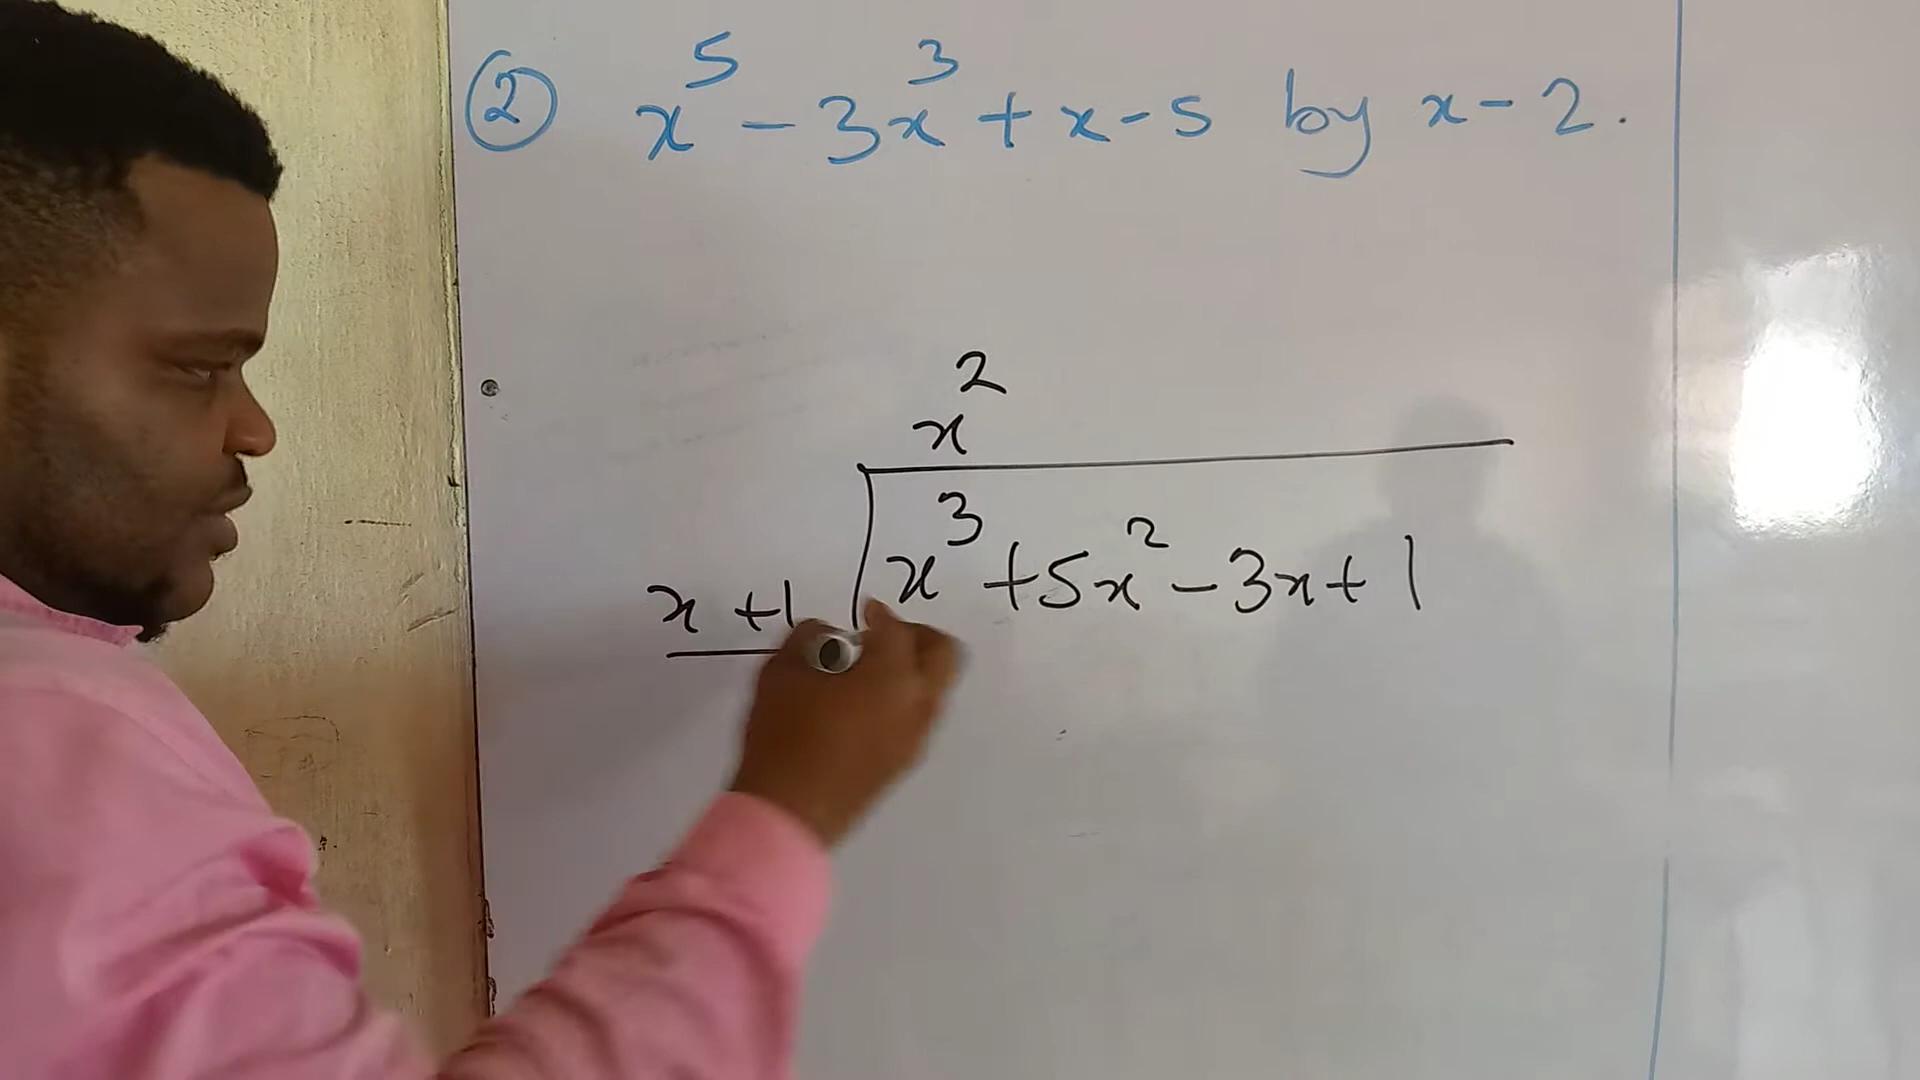 ② x⁵ - 3x³ + x - 5 by x - 2.
x²
x + 1 x³ + 5x² - 3x + 1